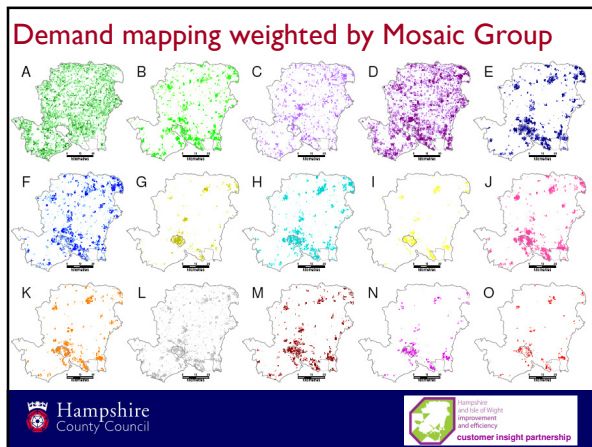 Demand mapping weighted by Mosaic Group
A
B
C
D
E
F
G
H
I
J
K
L
M
N
O
Hampshire
County Council
Hampshire
and Isle of Wight
improvement
and efficiency
customer insight partnership